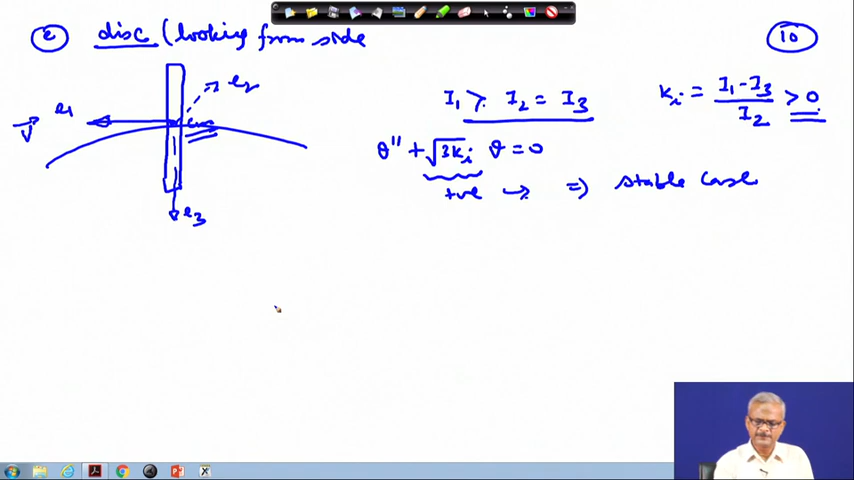 ② disc (looking from side
⑩
e₂
e₁
V⃗
cm
e₃
I₁ > I₂ = I₃
kᵢ = (I₁-I₃)/I₂ > 0
θ'' + √3kᵢ θ = 0
+ve → ⇒ stable case